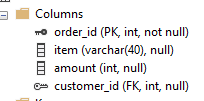 Columns
order_id (PK, int, not null)
item (varchar(40), null)
amount (int, null)
customer_id (FK, int, null)